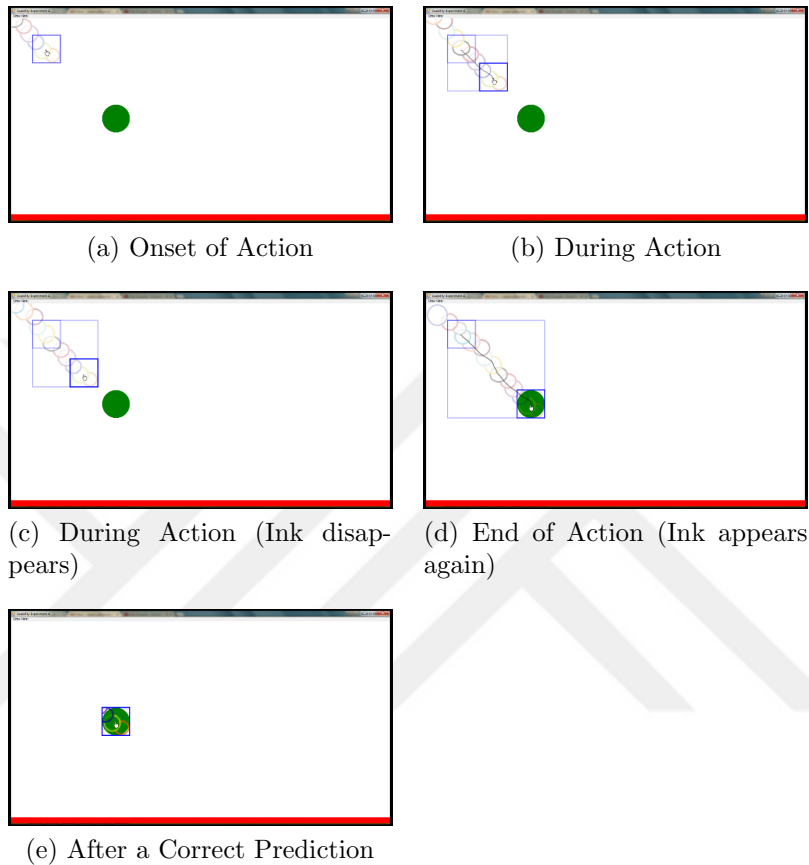 (a) Onset of Action
(b) During Action
(c) During Action (Ink disap-
pears)
(d) End of Action (Ink appears
again)
(e) After a Correct Prediction